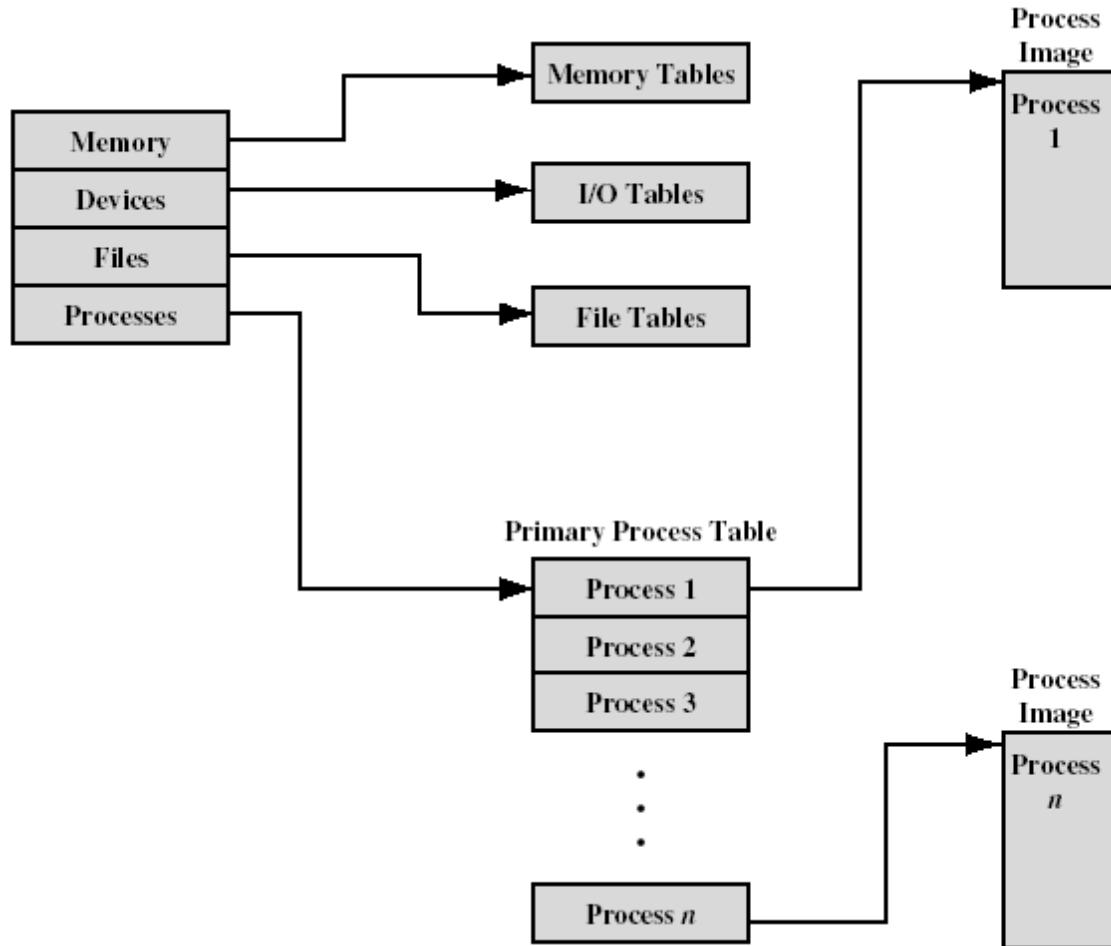 Memory
Devices
Files
Processes
Memory Tables
I/O Tables
File Tables
Primary Process Table
Process 1
Process 2
Process 3
Process n
Process
Image
Process
1
Process
Image
Process
n